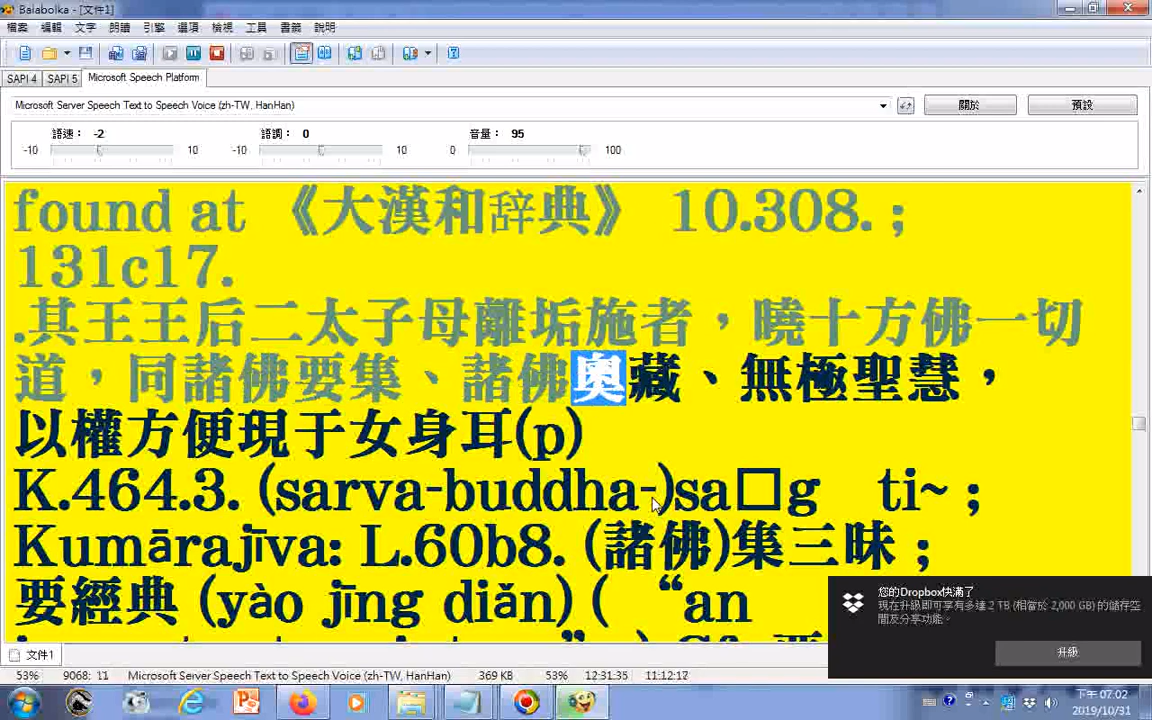 Balabolka - [文件1]
檔案 編輯 文字 朗讀 引擎 選項 檢視 工具 書籤 說明
SAPI 4 SAPI 5 Microsoft Speech Platform
Microsoft Server Speech Text to Speech Voice (zh-TW, HanHan) 關於 預設
語速： -2 語調： 0 音量： 95
-10 10 -10 10 0 100
found at 《大漢和辞典》 10.308. ;
131c17.
.其王王后二太子母離垢施者，曉十方佛一切
道，同諸佛要集、諸佛奧藏、無極聖慧，
以權方便現于女身耳(p)
K.464.3. (sarva-buddha-)sa□g ti~ ;
Kumārajīva: L.60b8. (諸佛)集三昧 ;
要經典 (yào jīng diǎn) ( “an
您的Dropbox快滿了
現在升級即可享有多達 2 TB (相當於 2,000 GB) 的儲存空
間及分享功能。
升級
文件1
53% 9068: 11 Microsoft Server Speech Text to Speech Voice (zh-TW, HanHan) 369 KB 53% 12:31:35 11:12:17
下午 07:02
2019/10/31